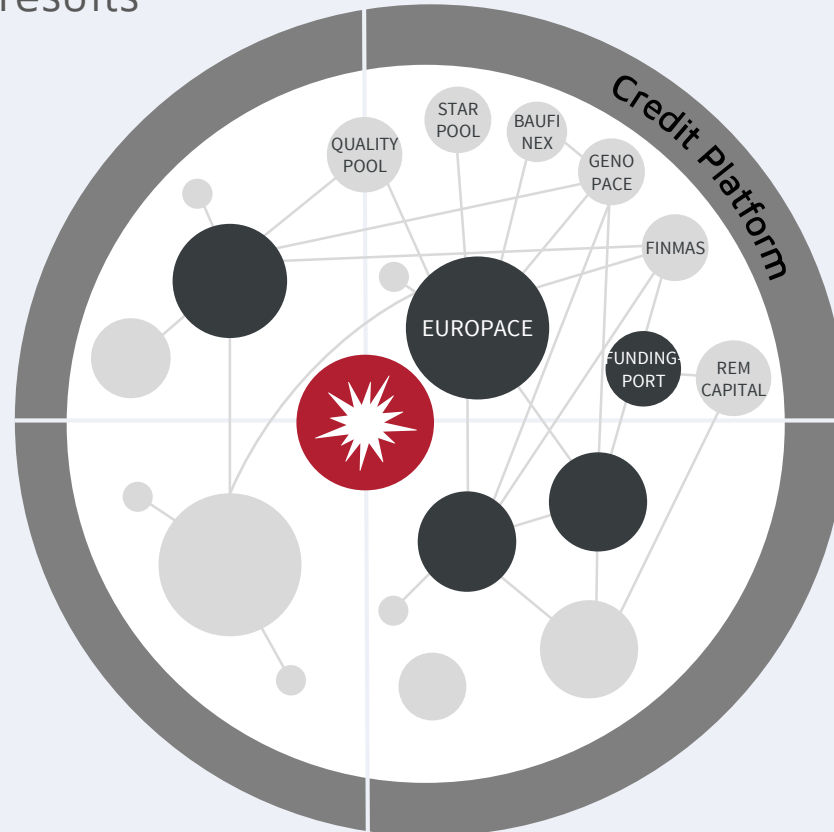 results
Credit Platform
STAR
POOL
BAUFI
NEX
QUALITY
POOL
GENO
PACE
FINMAS
EUROPACE
FUNDING-
PORT
REM
CAPITAL